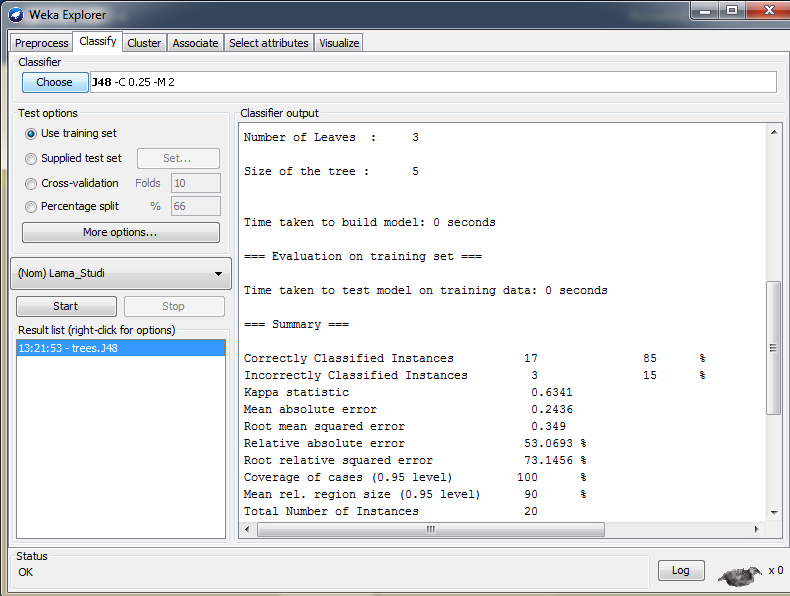 Weka Explorer
Preprocess Classify Cluster Associate Select attributes Visualize
Classifier
Choose J48 -C 0.25 -M 2
Test options
Use training set
Supplied test set Set...
Cross-validation Folds 10
Percentage split % 66
More options...
(Nom) Lama_Studi
Start Stop
Result list (right-click for options)
13:21:53 - trees.J48
Classifier output
Number of Leaves : 3
Size of the tree : 5
Time taken to build model: 0 seconds
=== Evaluation on training set ===
Time taken to test model on training data: 0 seconds
=== Summary ===
Correctly Classified Instances 17 85 %
Incorrectly Classified Instances 3 15 %
Kappa statistic 0.6341
Mean absolute error 0.2436
Root mean squared error 0.349
Relative absolute error 53.0693 %
Root relative squared error 73.1456 %
Coverage of cases (0.95 level) 100 %
Mean rel. region size (0.95 level) 90 %
Total Number of Instances 20
Status
OK
Log
x 0